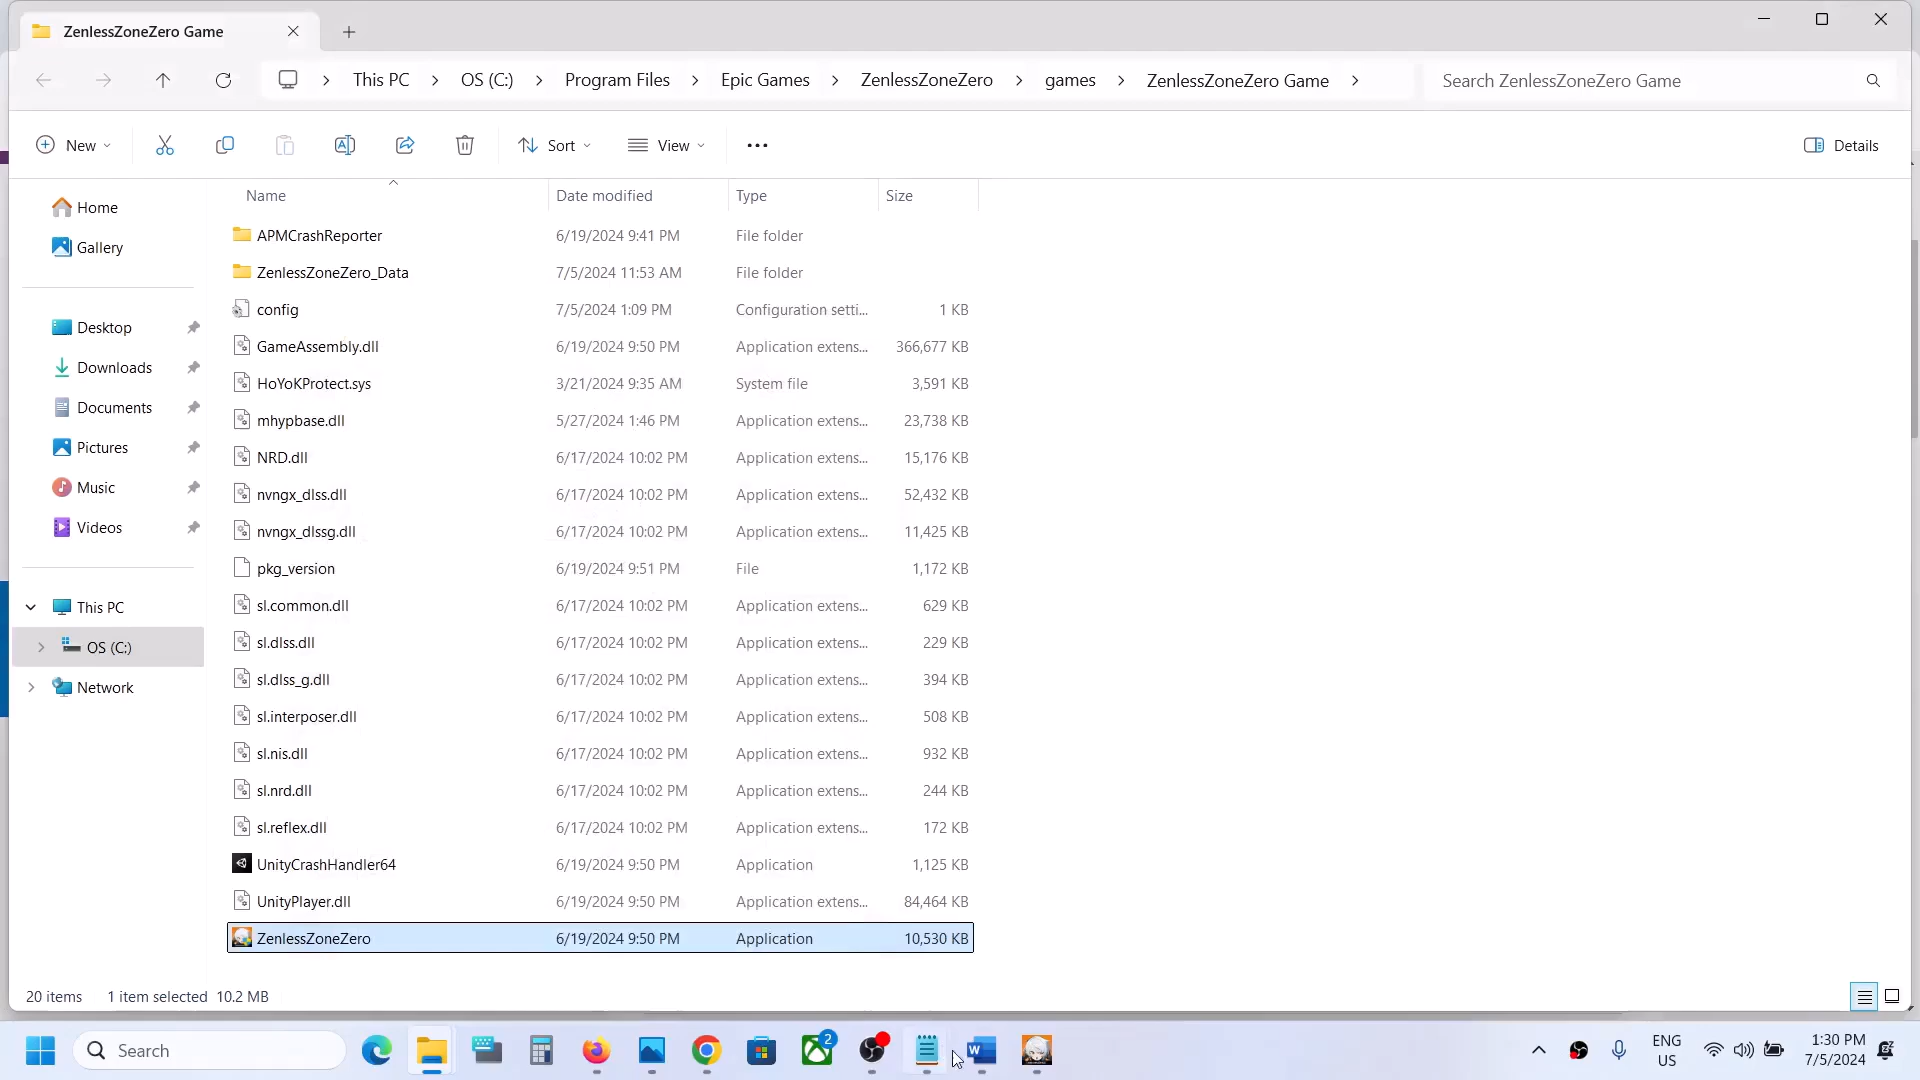 ZenlessZoneZero Game
This PC
OS (C:)
Program Files
Epic Games
ZenlessZoneZero
games
ZenlessZoneZero Game
Search ZenlessZoneZero Game
New
Sort
View
Details
Name
Date modified
Type
Size
Home
Gallery
Desktop
Downloads
Documents
Pictures
Music
Videos
This PC
OS (C:)
Network
APMCrashReporter 6/19/2024 9:41 PM File folder
ZenlessZoneZero_Data 7/5/2024 11:53 AM File folder
config 7/5/2024 1:09 PM Configuration setti... 1 KB
GameAssembly.dll 6/19/2024 9:50 PM Application extens... 366,677 KB
HoYoKProtect.sys 3/21/2024 9:35 AM System file 3,591 KB
mhypbase.dll 5/27/2024 1:46 PM Application extens... 23,738 KB
NRD.dll 6/17/2024 10:02 PM Application extens... 15,176 KB
nvngx_dlss.dll 6/17/2024 10:02 PM Application extens... 52,432 KB
nvngx_dlssg.dll 6/17/2024 10:02 PM Application extens... 11,425 KB
pkg_version 6/19/2024 9:51 PM File 1,172 KB
sl.common.dll 6/17/2024 10:02 PM Application extens... 629 KB
sl.dlss.dll 6/17/2024 10:02 PM Application extens... 229 KB
sl.dlss_g.dll 6/17/2024 10:02 PM Application extens... 394 KB
sl.interposer.dll 6/17/2024 10:02 PM Application extens... 508 KB
sl.nis.dll 6/17/2024 10:02 PM Application extens... 932 KB
sl.nrd.dll 6/17/2024 10:02 PM Application extens... 244 KB
sl.reflex.dll 6/17/2024 10:02 PM Application extens... 172 KB
UnityCrashHandler64 6/19/2024 9:50 PM Application 1,125 KB
UnityPlayer.dll 6/19/2024 9:50 PM Application extens... 84,464 KB
ZenlessZoneZero 6/19/2024 9:50 PM Application 10,530 KB
20 items 1 item selected 10.2 MB
Search
2
W
ENG
US
1:30 PM
7/5/2024